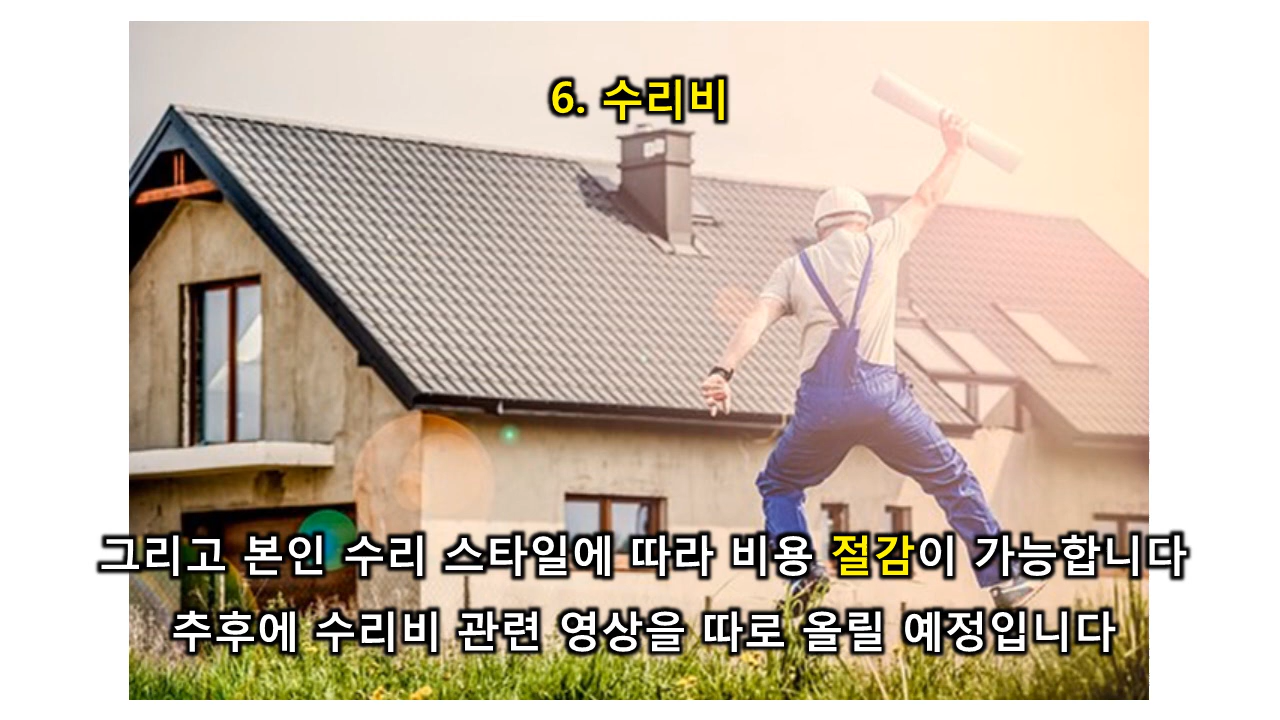 6. 수리비
그리고 본인 수리 스타일에 따라 비용 절감이 가능합니다
추후에 수리비 관련 영상을 따로 올릴 예정입니다